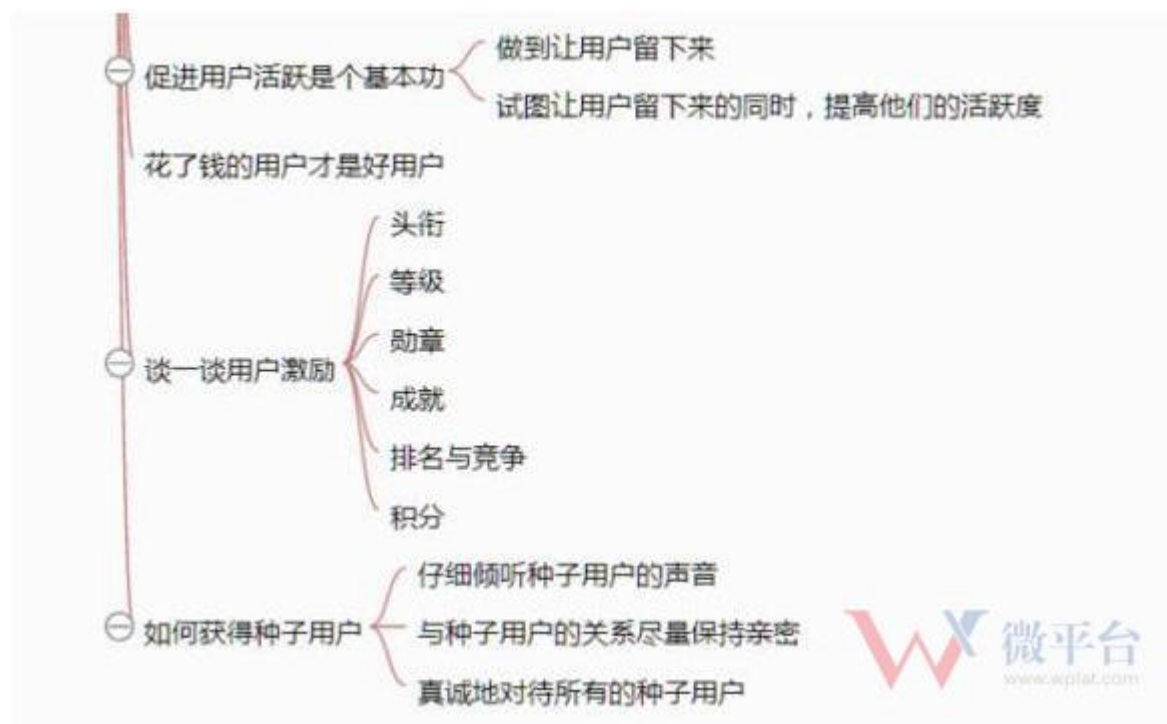 促进用户活跃是个基本功
做到让用户留下来
试图让用户留下来的同时，提高他们的活跃度
花了钱的用户才是好用户
谈一谈用户激励
头衔
等级
勋章
成就
排名与竞争
积分
如何获得种子用户
仔细倾听种子用户的声音
与种子用户的关系尽量保持亲密
真诚地对待所有的种子用户
微平台
www.wplat.com